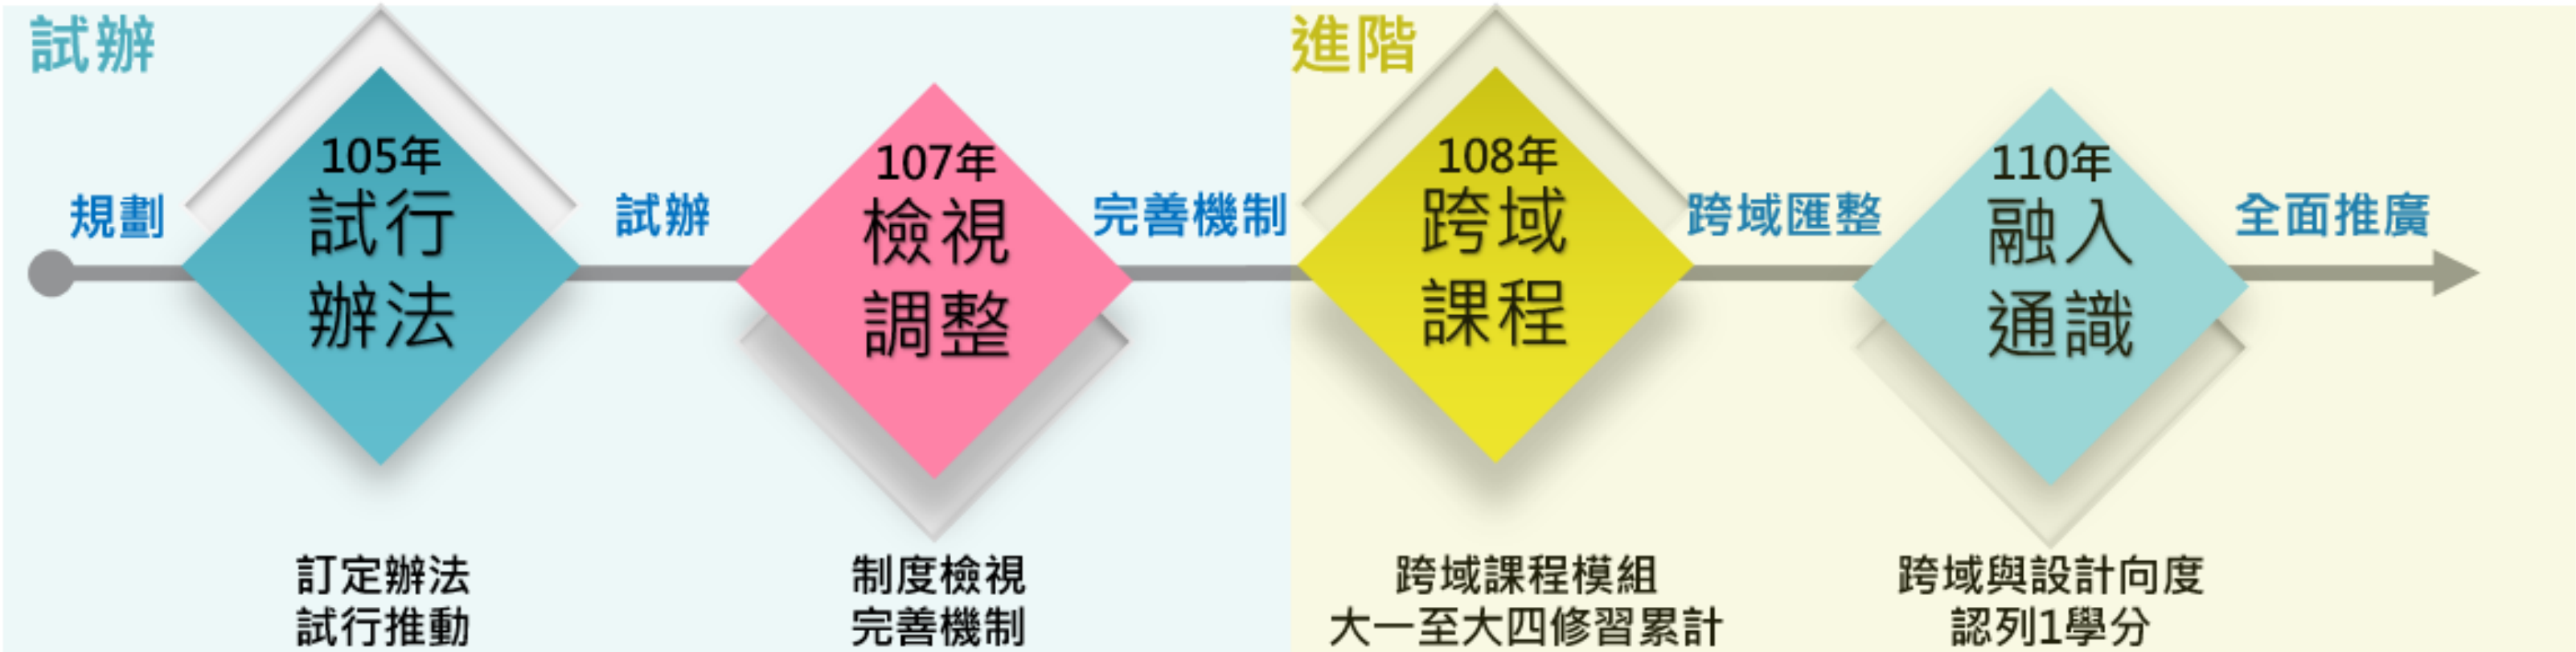 試辦
規劃
105年
試行
辦法
訂定辦法
試行推動
試辦
107年
檢視
調整
制度檢視
完善機制
完善機制
進階
108年
跨域
課程
跨域課程模組
大一至大四修習累計
跨域匯整
110年
融入
通識
跨域與設計向度
認列1學分
全面推廣